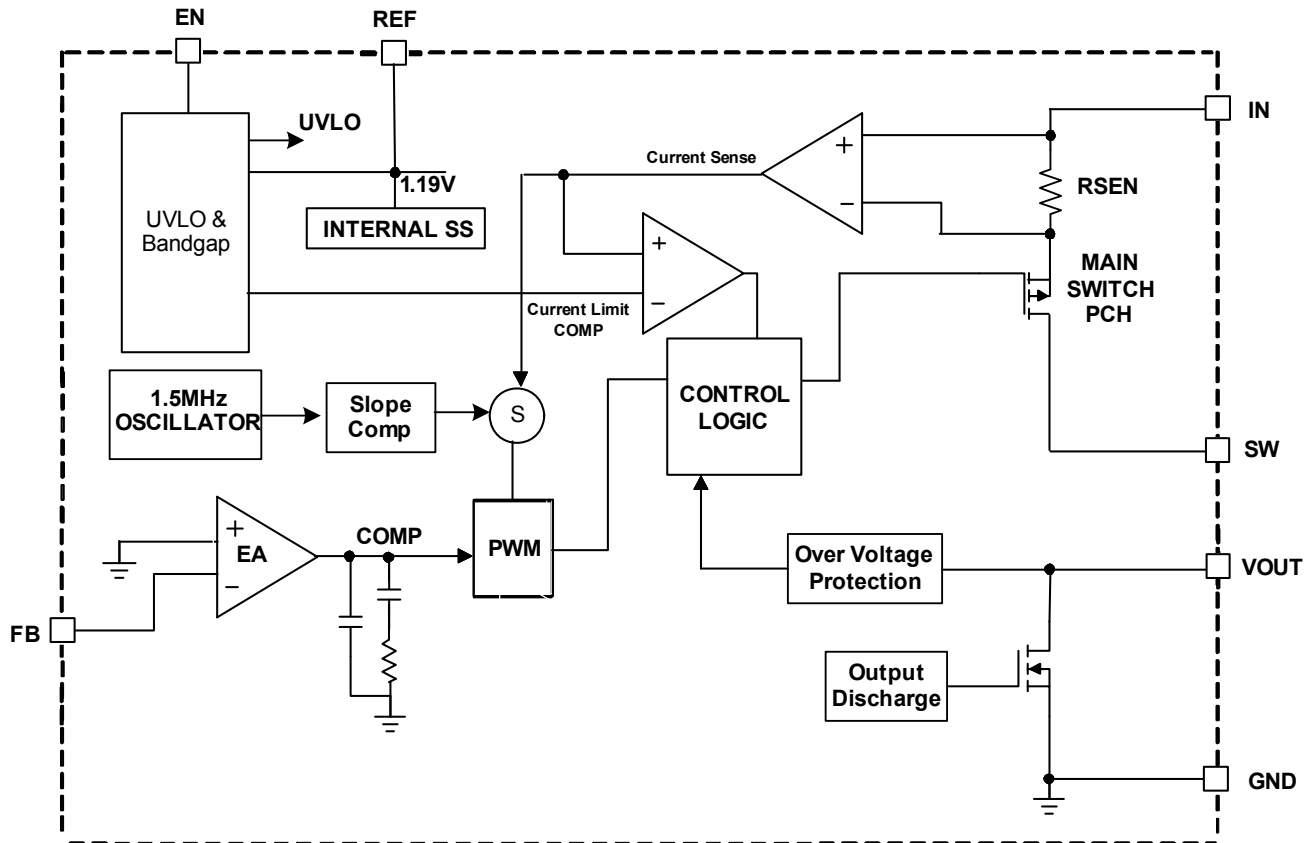 EN
REF
IN
UVLO
UVLO &
Bandgap
1.19V
INTERNAL SS
Current Sense
+
−
RSEN
+
−
Current Limit
COMP
MAIN
SWITCH
PCH
1.5MHz
OSCILLATOR
Slope
Comp
S
CONTROL
LOGIC
SW
+
−
EA
COMP
PWM
Over Voltage
Protection
VOUT
FB
Output
Discharge
GND